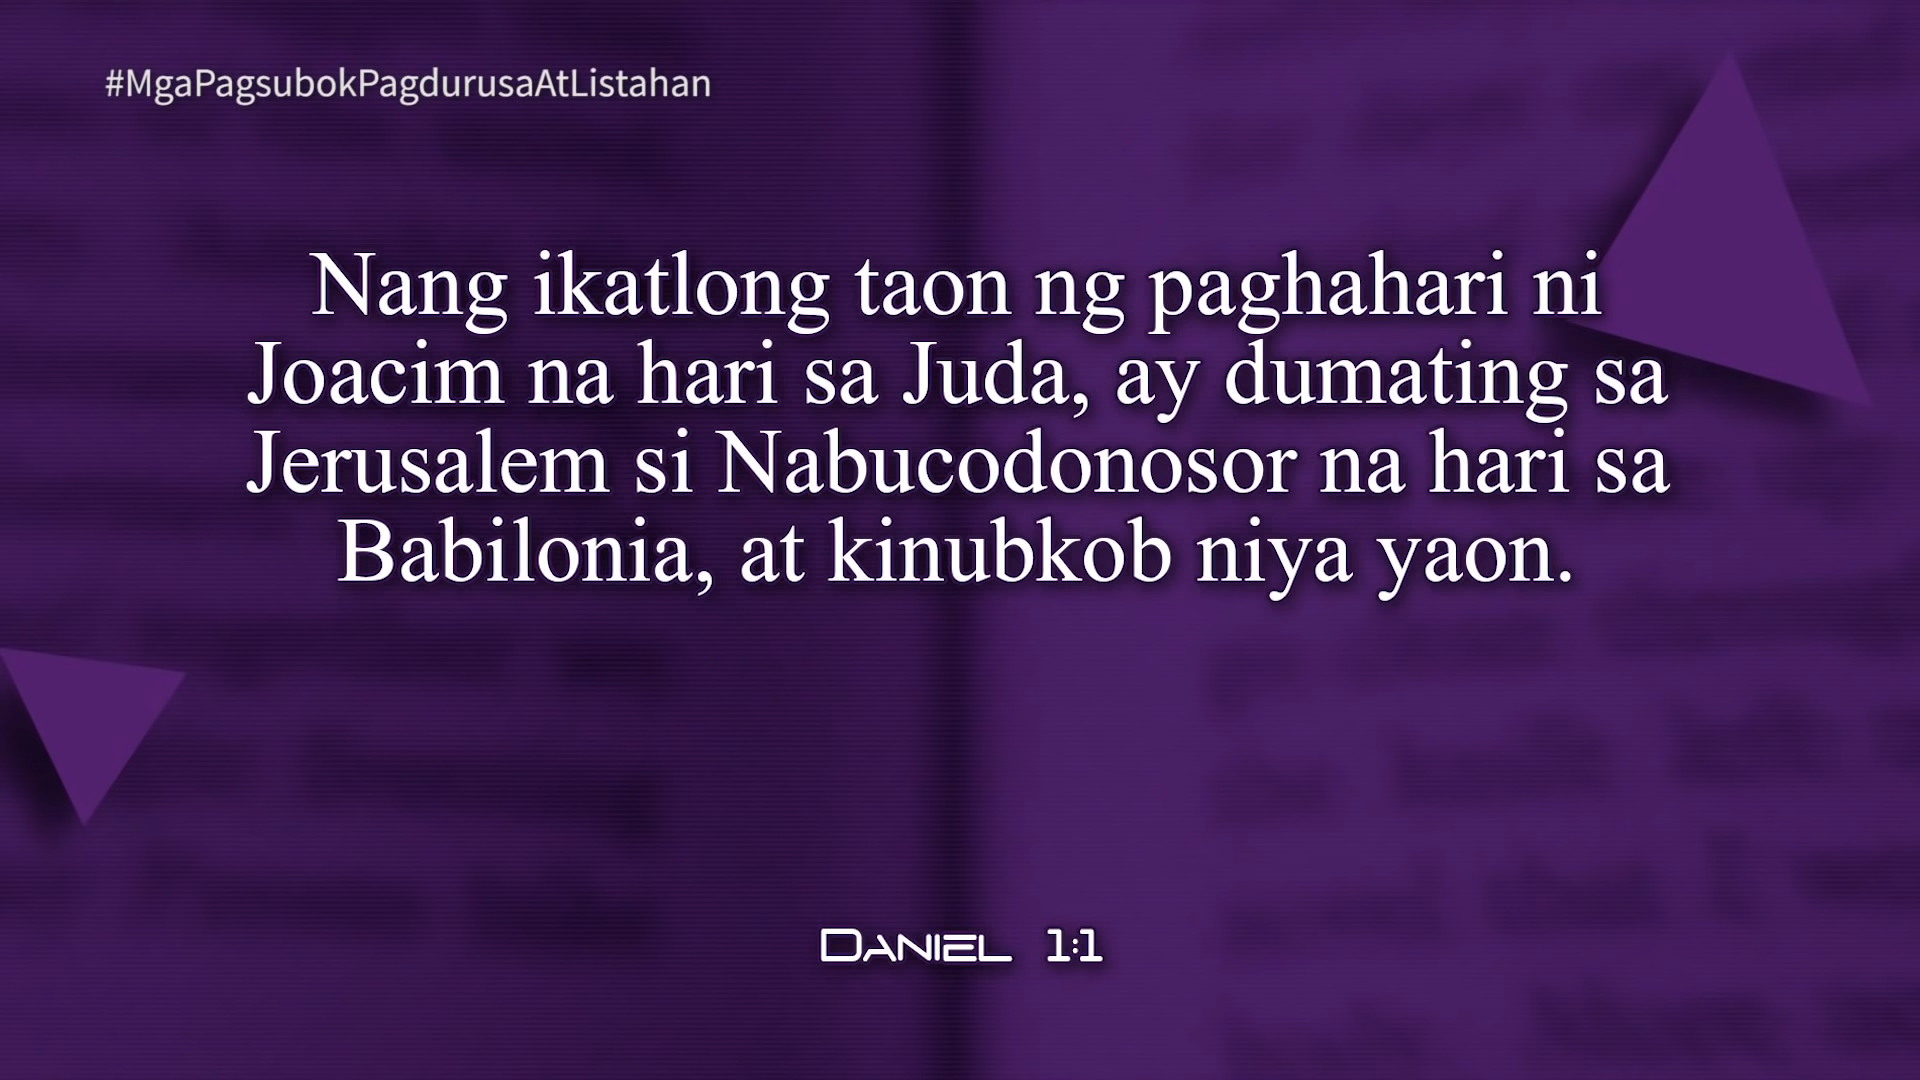 #MgaPagsubokPagdurusaAtListahan
Nang ikatlong taon ng paghahari ni
Joacim na hari sa Juda, ay dumating sa
Jerusalem si Nabucodonosor na hari sa
Babilonia, at kinubkob niya yaon.
Daniel 1:1